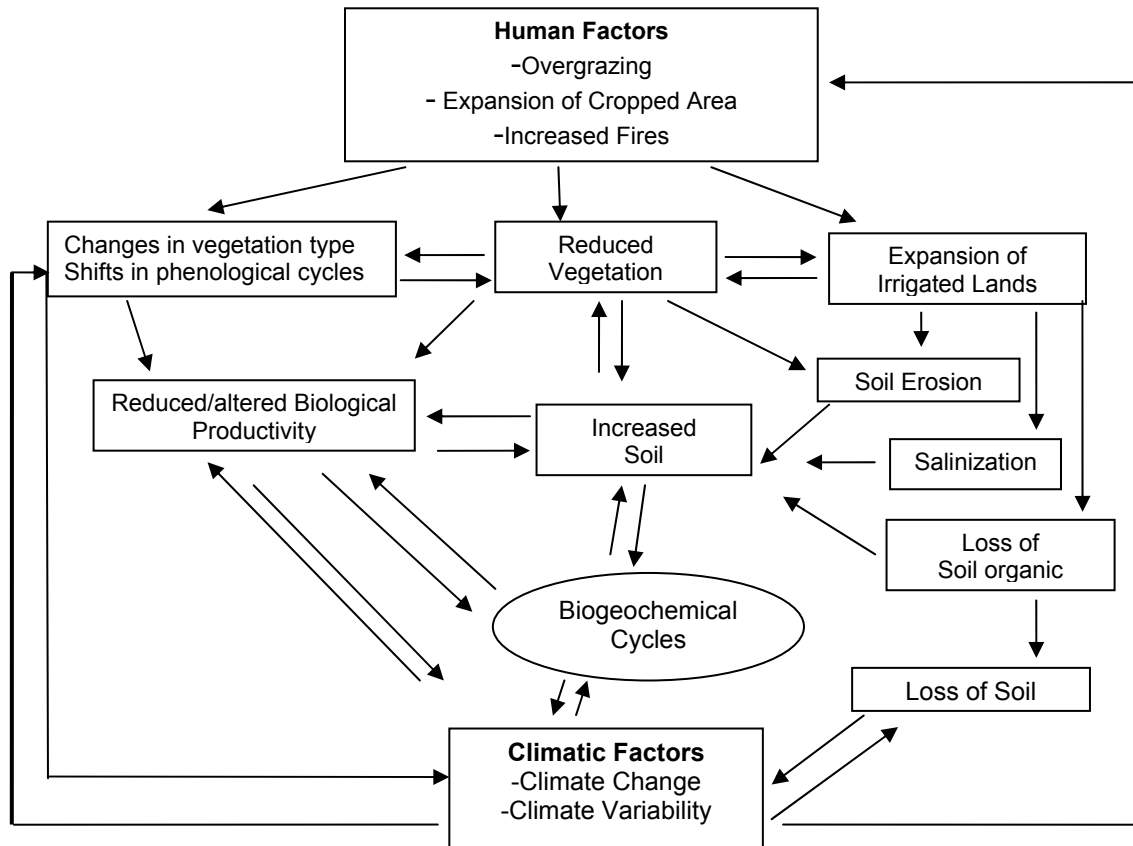 Human Factors
-Overgrazing
- Expansion of Cropped Area
-Increased Fires
Changes in vegetation type
Shifts in phenological cycles
Reduced
Vegetation
Expansion of
Irrigated Lands
Soil Erosion
Reduced/altered Biological
Productivity
Increased
Soil
Salinization
Loss of
Soil organic
Biogeochemical
Cycles
Loss of Soil
Climatic Factors
-Climate Change
-Climate Variability